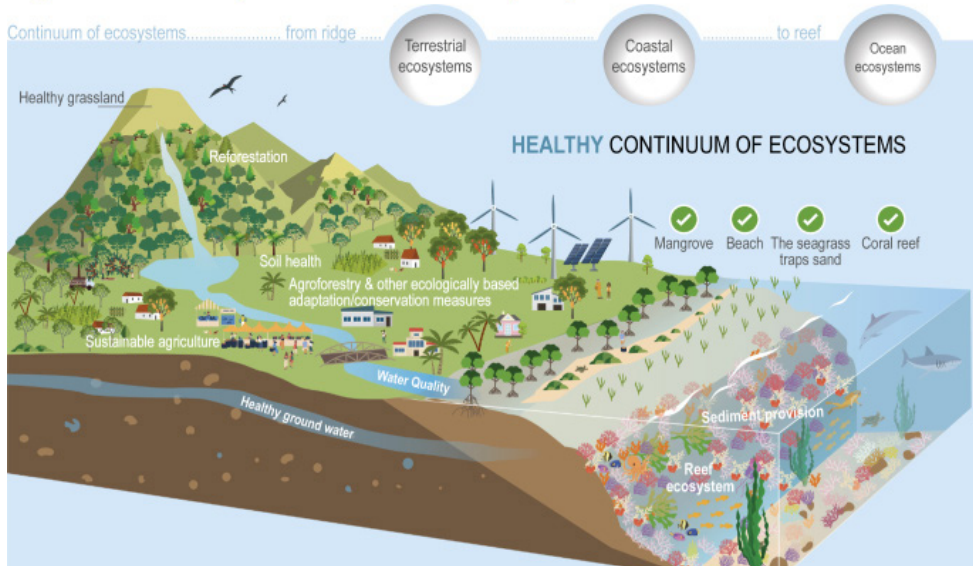 Continuum of ecosystems..................... from ridge .....
Terrestrial
ecosystems
.....................
Coastal
ecosystems
................. to reef .....
Ocean
ecosystems
Healthy grassland
HEALTHY CONTINUUM OF ECOSYSTEMS
Reforestation
Mangrove
Beach
The seagrass
traps sand
Coral reef
Soil health
Agroforestry & other ecologically based
adaptation/conservation measures
Sustainable agriculture
Water Quality
Healthy ground water
Sediment provision
Reef
ecosystem